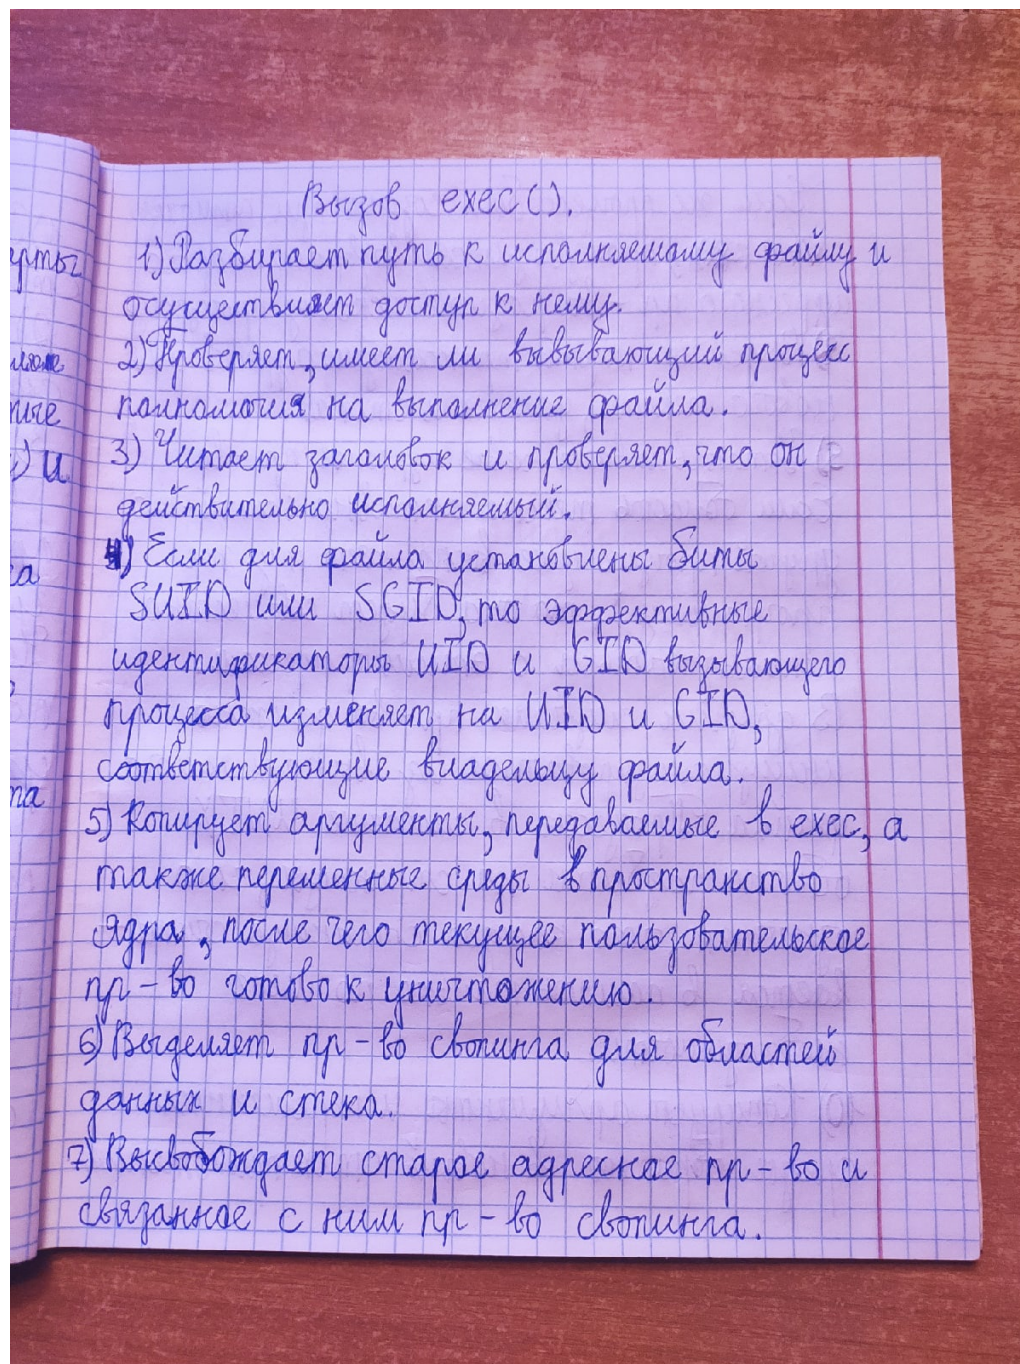 Вызов exec().
1) Разбирает путь к исполняемому файлу и
осуществляет доступ к нему.
2) Проверяет, имеет ли вывывающий процесс
полномочия на выполнение файла.
3) Читает заголовок и проверяет, что он
действительно исполняемый.
4) Если для файла установлены биты
SUID или SGID, то эффективные
идентификаторы UID и GID вызывающего
процесса изменяет на UID и GID,
соответствующие владельцу файла.
5) Копирует аргументы, передаваемые в exec, а
также переменные среды в пространство
ядра, после чего текущее пользовательское
пр-во готово к уничтожению.
6) Выделяет пр-во свопинга для областей
данных и стека.
7) Высвобождает старое адресное пр-во и
связанное с ним пр-во свопинга.